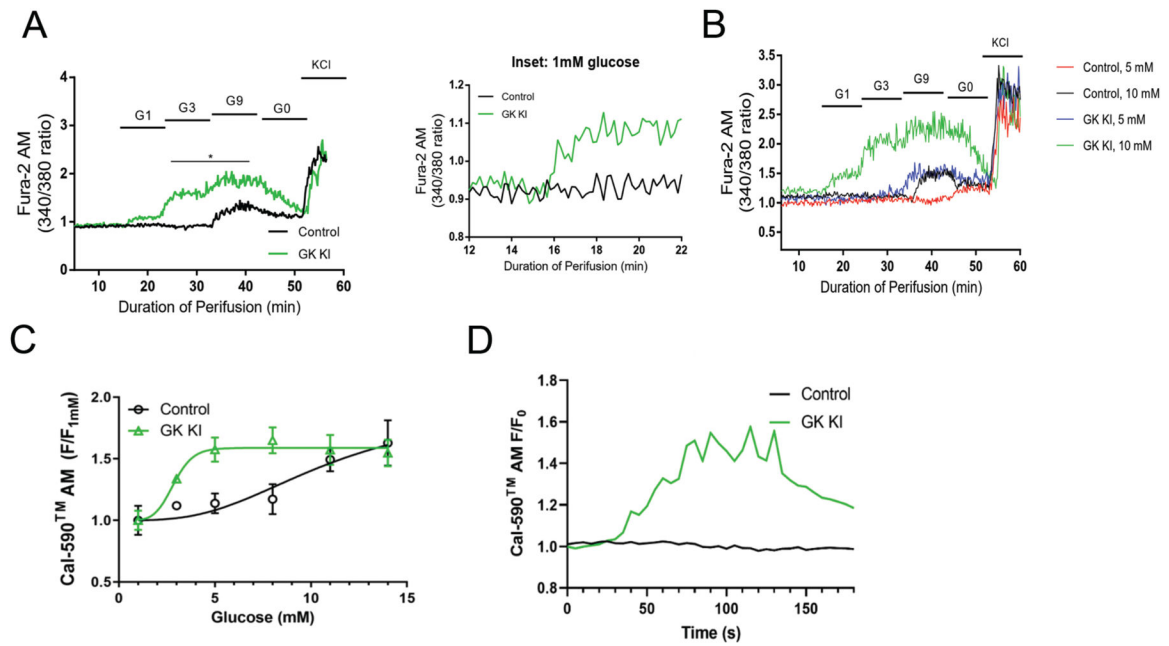 A
Fura-2 AM
(340/380 ratio)
4
3
2
1
0
G1
G3
G9
G0
KCl
*
Control
GK KI
10
20
30
40
50
60
Duration of Perifusion (min)
Inset: 1mM glucose
Fura-2 AM
(340/380 ratio)
1.2
1.1
1.0
0.9
0.8
Control
GK KI
12
14
16
18
20
22
Duration of Perifusion (min)
B
Fura-2 AM
(340/380 ratio)
3.5
3.0
2.5
2.0
1.5
1.0
0.5
G1
G3
G9
G0
KCl
10
20
30
40
50
60
Duration of Perifusion (min)
Control, 5 mM
Control, 10 mM
GK KI, 5 mM
GK KI, 10 mM
C
Cal-590™ AM (F/F1mM)
2.0
1.5
1.0
0.5
Control
GK KI
0
5
10
15
Glucose (mM)
D
Cal-590™ AM F/F0
1.8
1.6
1.4
1.2
1.0
0.8
Control
GK KI
0
50
100
150
Time (s)